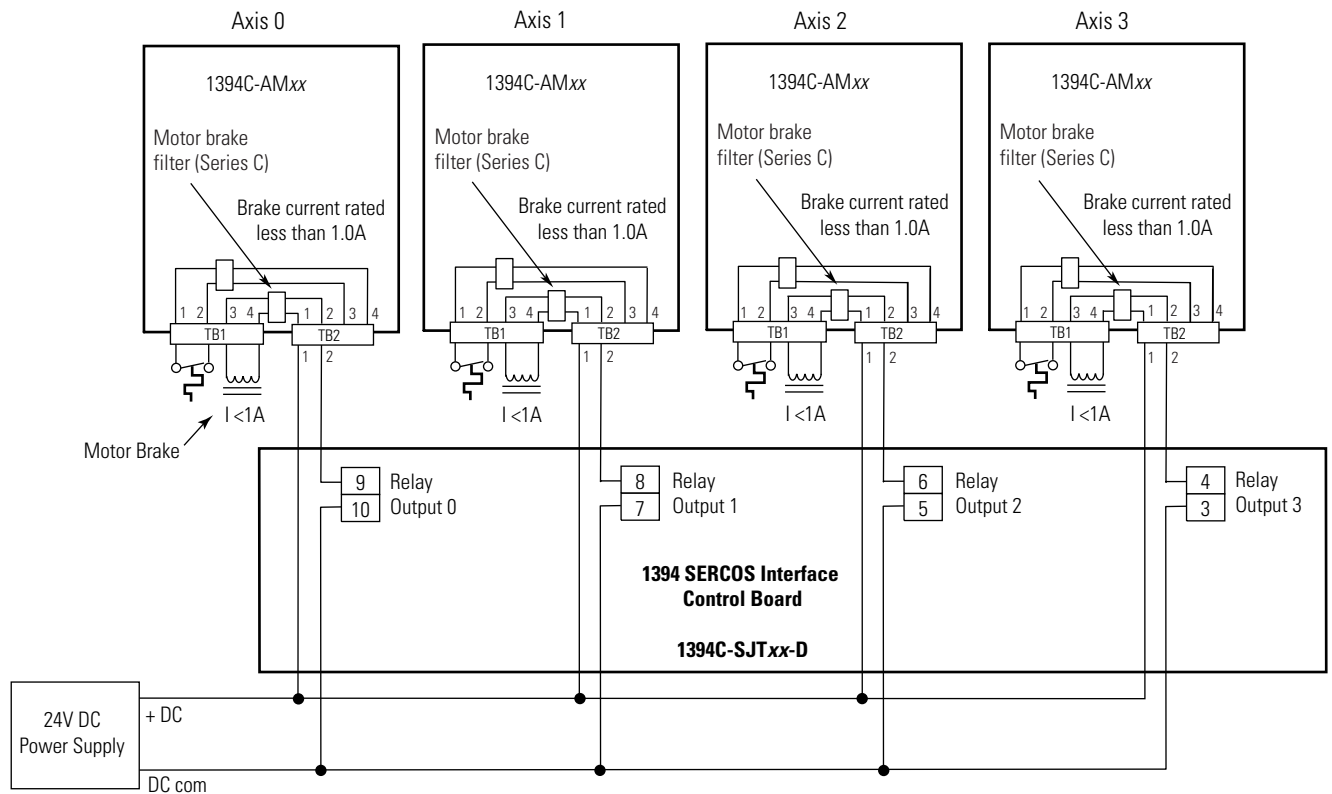 Axis 0
Axis 1
Axis 2
Axis 3
1394C-AMxx
1394C-AMxx
1394C-AMxx
1394C-AMxx
Motor brake
filter (Series C)
Motor brake
filter (Series C)
Motor brake
filter (Series C)
Motor brake
filter (Series C)
Brake current rated
less than 1.0A
Brake current rated
less than 1.0A
Brake current rated
less than 1.0A
Brake current rated
less than 1.0A
1 2 3 4 1 2 3 4
1 2 3 4 1 2 3 4
1 2 3 4 1 2 3 4
1 2 3 4 1 2 3 4
TB1 TB2
TB1 TB2
TB1 TB2
TB1 TB2
1 2
1 2
1 2
1 2
I <1A
I <1A
I <1A
I <1A
Motor Brake
9 Relay
10 Output 0
8 Relay
7 Output 1
6 Relay
5 Output 2
4 Relay
3 Output 3
1394 SERCOS Interface
Control Board
1394C-SJTxx-D
24V DC
Power Supply
+ DC
DC com